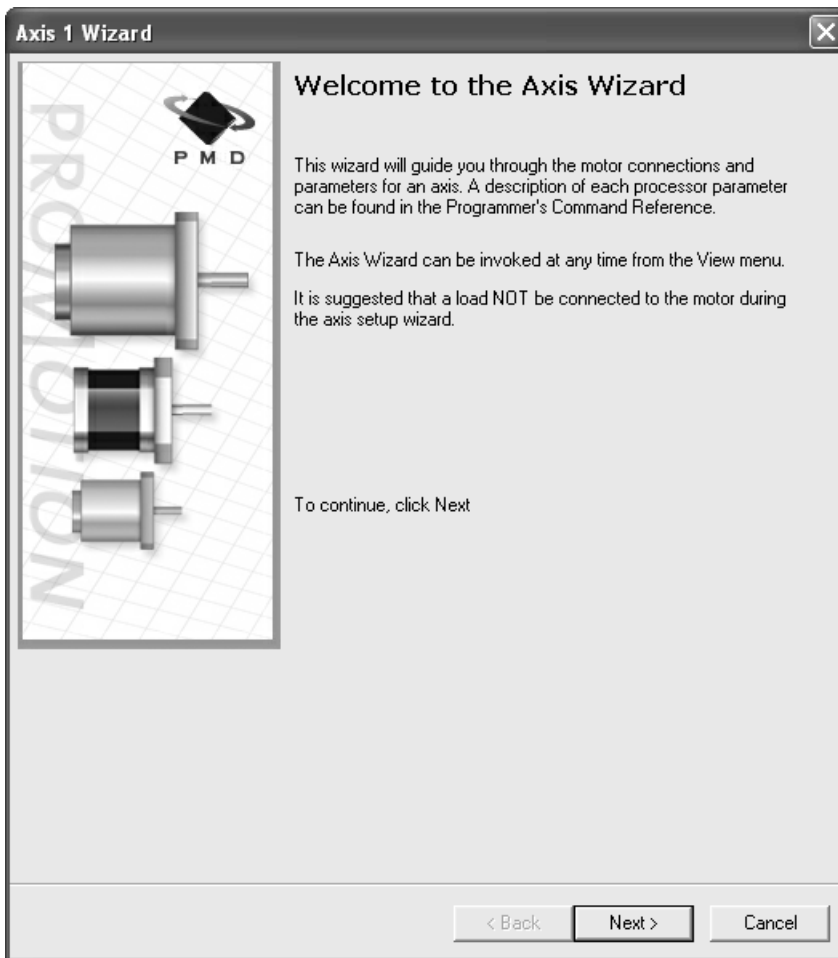 Axis 1 Wizard
PROMOTION
P M D
Welcome to the Axis Wizard
This wizard will guide you through the motor connections and
parameters for an axis. A description of each processor parameter
can be found in the Programmer's Command Reference.
The Axis Wizard can be invoked at any time from the View menu.
It is suggested that a load NOT be connected to the motor during
the axis setup wizard.
To continue, click Next
< Back
Next >
Cancel